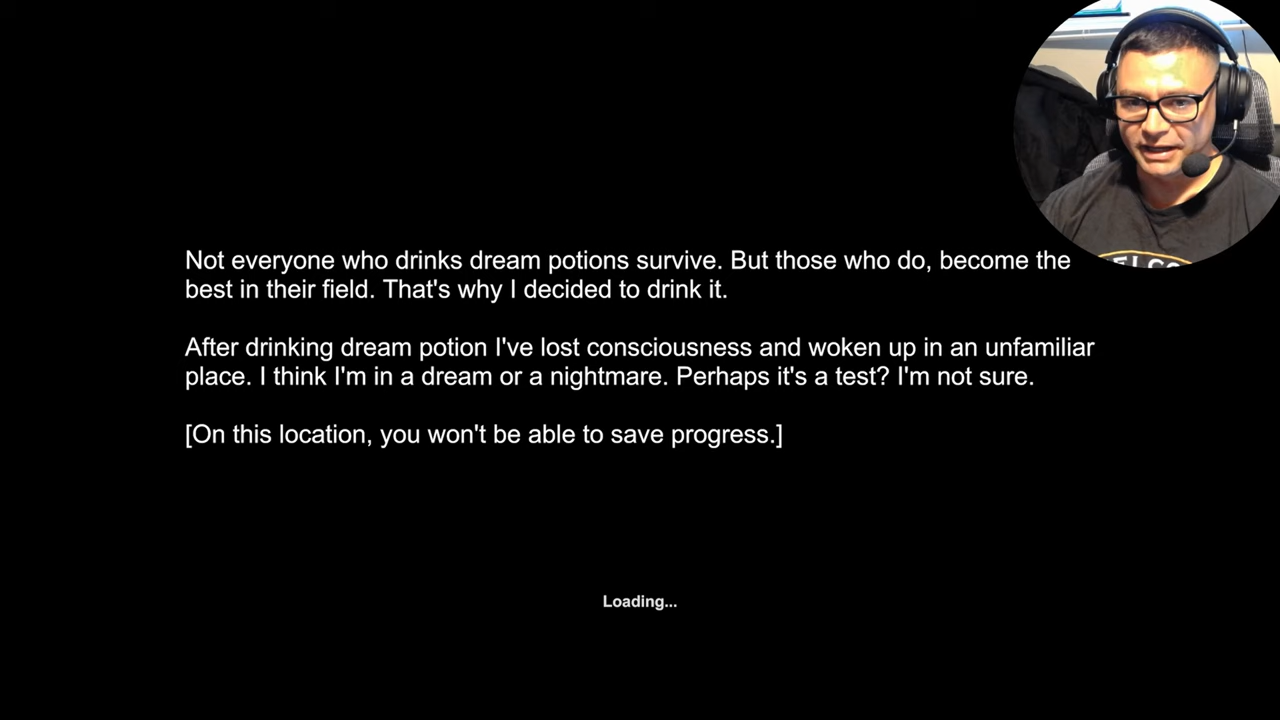 Not everyone who drinks dream potions survive. But those who do, become the
best in their field. That's why I decided to drink it.
After drinking dream potion I've lost consciousness and woken up in an unfamiliar
place. I think I'm in a dream or a nightmare. Perhaps it's a test? I'm not sure.
[On this location, you won't be able to save progress.]
Loading...